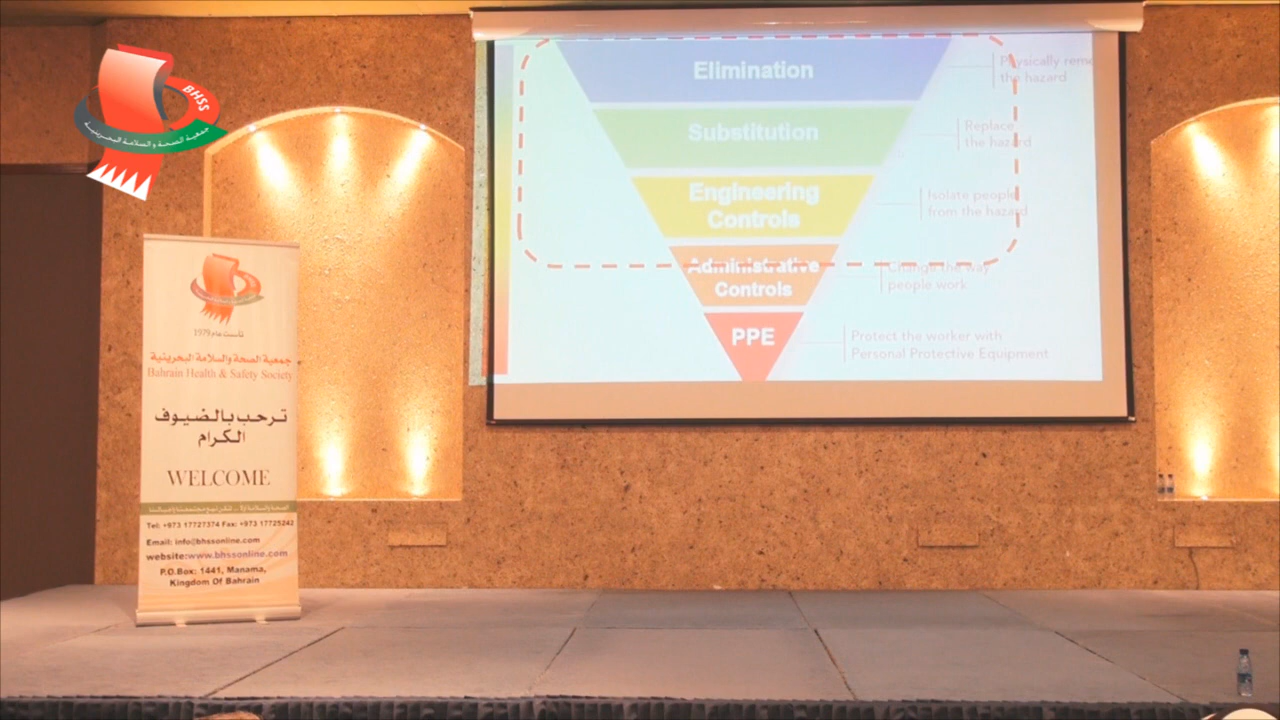 BHSS
جمعية الصحة والسلامة البحرينية
تأسست عام 1979
جمعية الصحة والسلامة البحرينية
Bahrain Health & Safety Society
ترحب بالضيوف
الكرام
WELCOME
Tel: +973 17727374 Fax: +973 17725242
Email: info@bhssonline.com
website:www.bhssonline.com
P.O.Box: 1441, Manama,
Kingdom Of Bahrain
Elimination
Physically
the hazard
Substitution
Replace
the hazard
Engineering
Controls
Isolate people
from the hazard
Administrative
Controls
Change the way
people work
PPE
Protect the worker with
Personal Protective Equipment